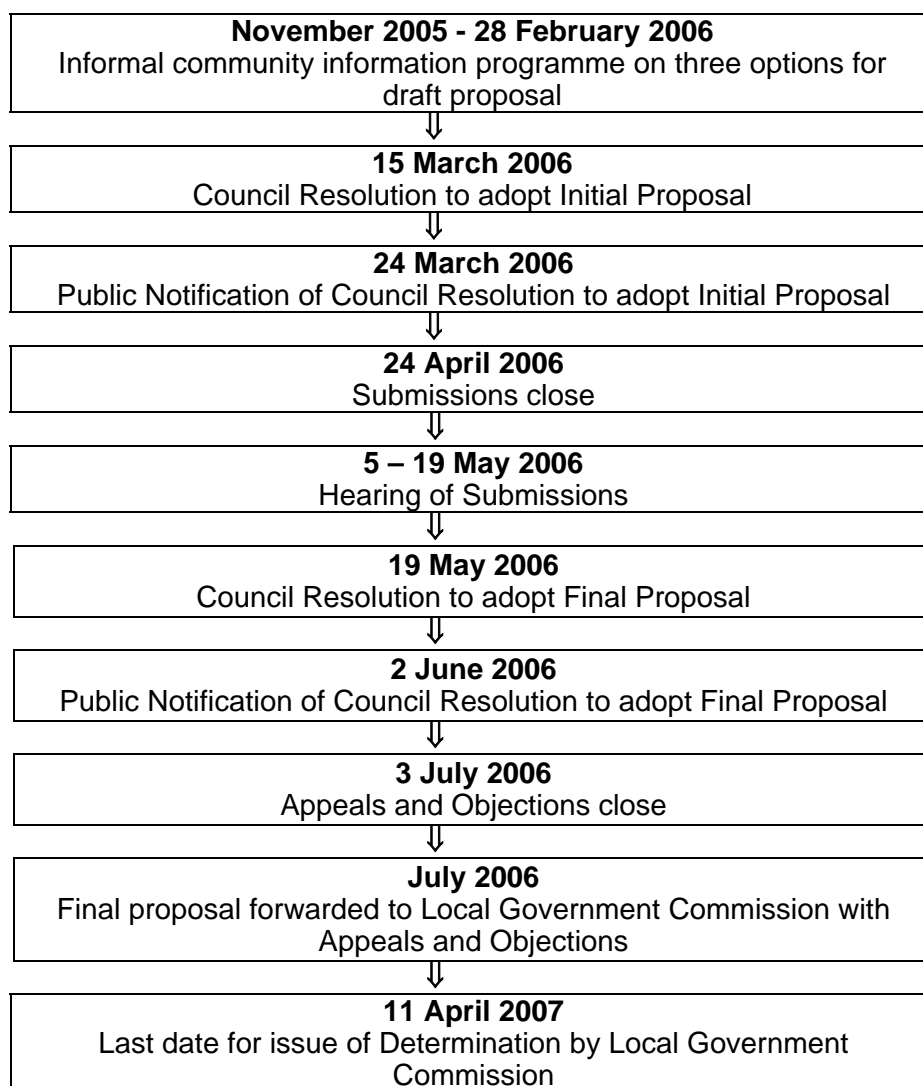 November 2005 - 28 February 2006
Informal community information programme on three options for
draft proposal
⇓
15 March 2006
Council Resolution to adopt Initial Proposal
⇓
24 March 2006
Public Notification of Council Resolution to adopt Initial Proposal
⇓
24 April 2006
Submissions close
⇓
5 – 19 May 2006
Hearing of Submissions
⇓
19 May 2006
Council Resolution to adopt Final Proposal
⇓
2 June 2006
Public Notification of Council Resolution to adopt Final Proposal
⇓
3 July 2006
Appeals and Objections close
⇓
July 2006
Final proposal forwarded to Local Government Commission with
Appeals and Objections
⇓
11 April 2007
Last date for issue of Determination by Local Government
Commission